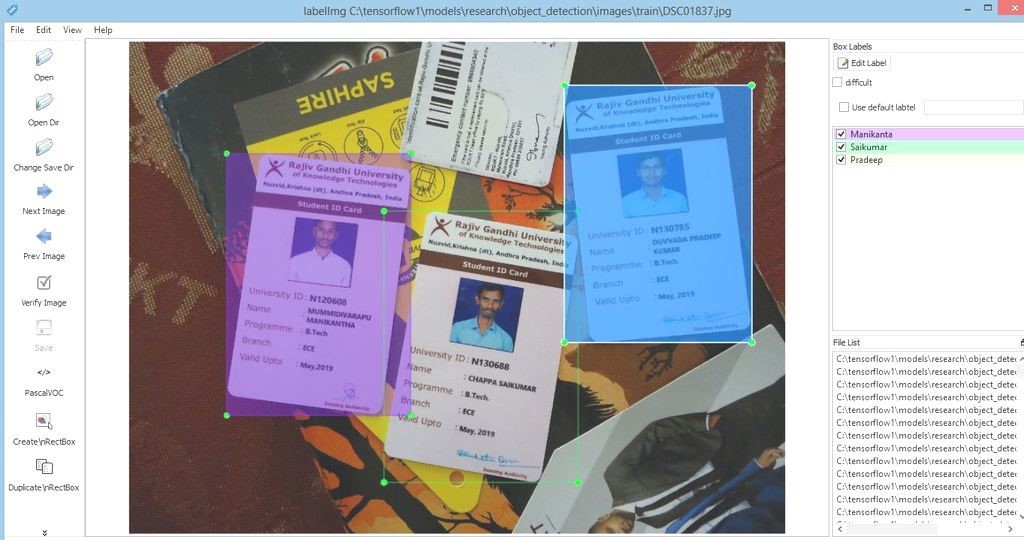 labelImg C:\tensorflow1\models\research\object_detection\images\train\DSC01837.jpg
File Edit View Help
Open
Open Dir
Change Save Dir
Next Image
Prev Image
Verify Image
Save
</>
PascalVOC
Create\nRectBox
Duplicate\nRectBox
SAPHIRE
Rajiv Gandhi University
of Knowledge Technologies
Nuzvid,Krishna (dt), Andhra Pradesh, India
Student ID Card
University ID : N120608
Name : MUMMIDIVARAPU
MANIKANTHA
Programme : B.Tech
Branch : ECE
Valid Upto : May,2019
Issuing Authority
Rajiv Gandhi University
of Knowledge Technologies
Nuzvid,Krishna (dt), Andhra Pradesh, India
Student ID Card
University ID : N130688
Name : CHAPPA SAIKUMAR
Programme : B.Tech.
Branch : ECE
Valid Upto : May, 2019
Issuing Authority
Rajiv Gandhi University
of Knowledge Technologies
Nuzvid,Krishna (dt), Andhra Pradesh, India
Student ID Card
University ID : N130785
Name : DUVVADA PRADEEP
KUMAR
Programme : B.Tech.
Branch : ECE
Valid Upto : May, 2019
Issuing Authority
Box Labels
Edit Label
difficult
Use default labtel
Manikanta
Saikumar
Pradeep
File List
C:\tensorflow1\models\research\object_detec
C:\tensorflow1\models\research\object_detec
C:\tensorflow1\models\research\object_detec
C:\tensorflow1\models\research\object_detec
C:\tensorflow1\models\research\object_detec
C:\tensorflow1\models\research\object_detec
C:\tensorflow1\models\research\object_detec
C:\tensorflow1\models\research\object_detec
C:\tensorflow1\models\research\object_detec
C:\tensorflow1\models\research\object_detec
C:\tensorflow1\models\research\object_detec
C:\tensorflow1\models\research\object_detec
C:\tensorflow1\models\research\object_detec